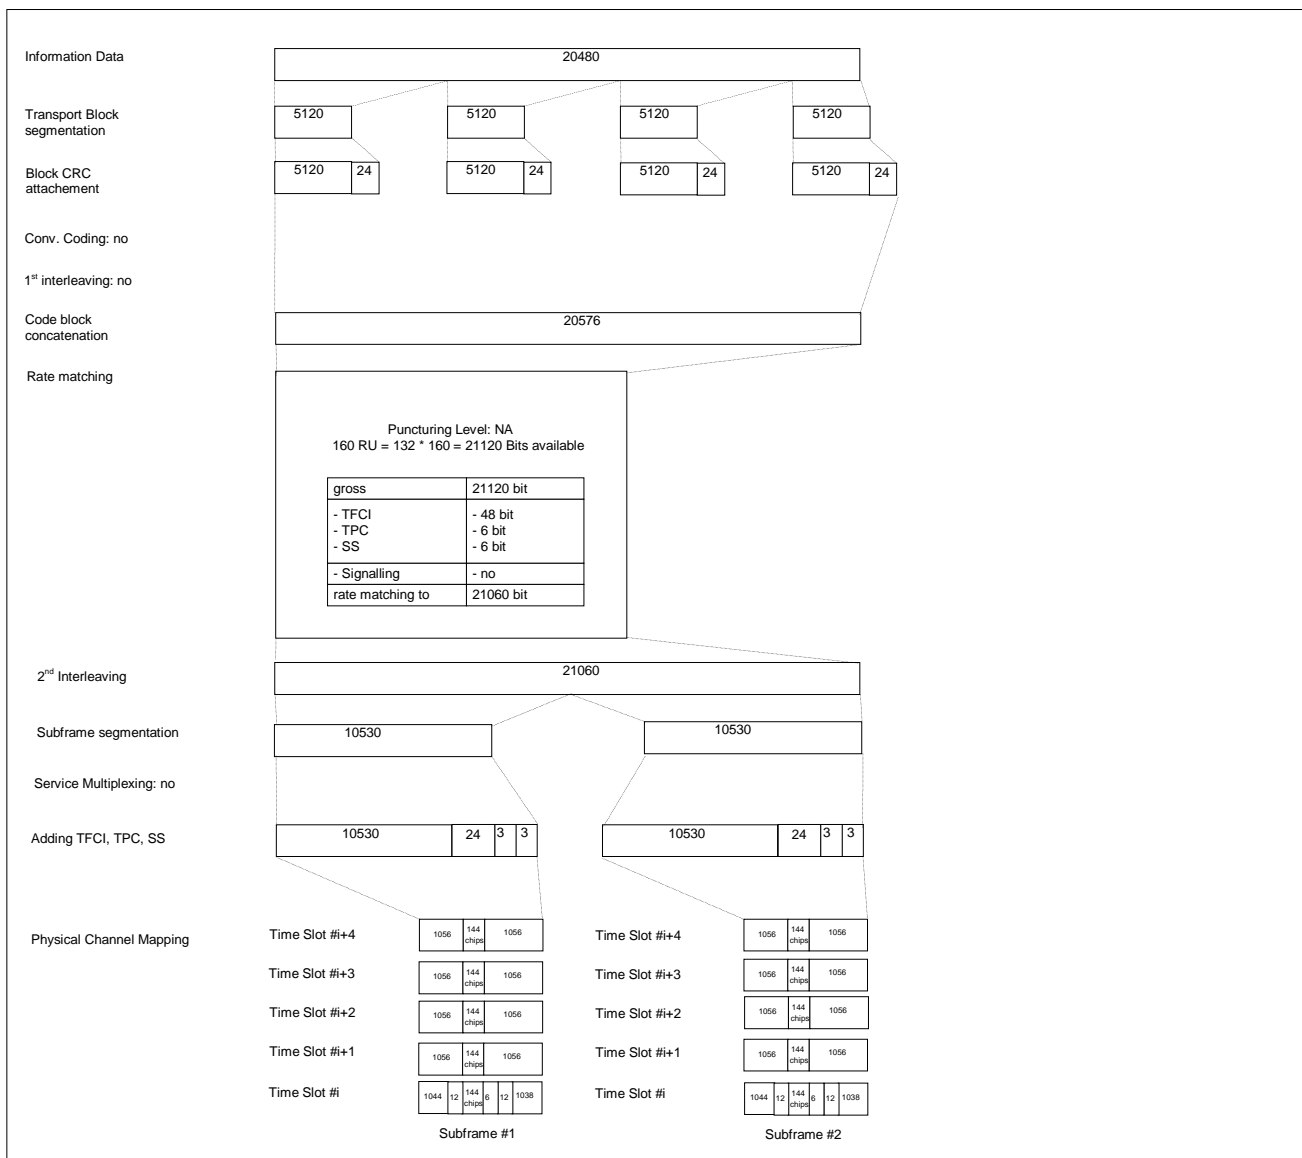 Information Data
20480
Transport Block
segmentation
5120 5120 5120 5120
Block CRC
attachement
5120 24 5120 24 5120 24 5120 24
Conv. Coding: no
1st interleaving: no
Code block
concatenation
20576
Rate matching
Puncturing Level: NA
160 RU = 132 * 160 = 21120 Bits available
gross 21120 bit
- TFCI - 48 bit
- TPC - 6 bit
- SS - 6 bit
- Signalling - no
rate matching to 21060 bit
2nd Interleaving
21060
Subframe segmentation
10530 10530
Service Multiplexing: no
Adding TFCI, TPC, SS
10530 24 3 3 10530 24 3 3
Physical Channel Mapping
Time Slot #i+4 1056 144 chips 1056 Time Slot #i+4 1056 144 chips 1056
Time Slot #i+3 1056 144 chips 1056 Time Slot #i+3 1056 144 chips 1056
Time Slot #i+2 1056 144 chips 1056 Time Slot #i+2 1056 144 chips 1056
Time Slot #i+1 1056 144 chips 1056 Time Slot #i+1 1056 144 chips 1056
Time Slot #i 1044 12 144 chips 6 12 1038 Time Slot #i 1044 12 144 chips 6 12 1038
Subframe #1 Subframe #2